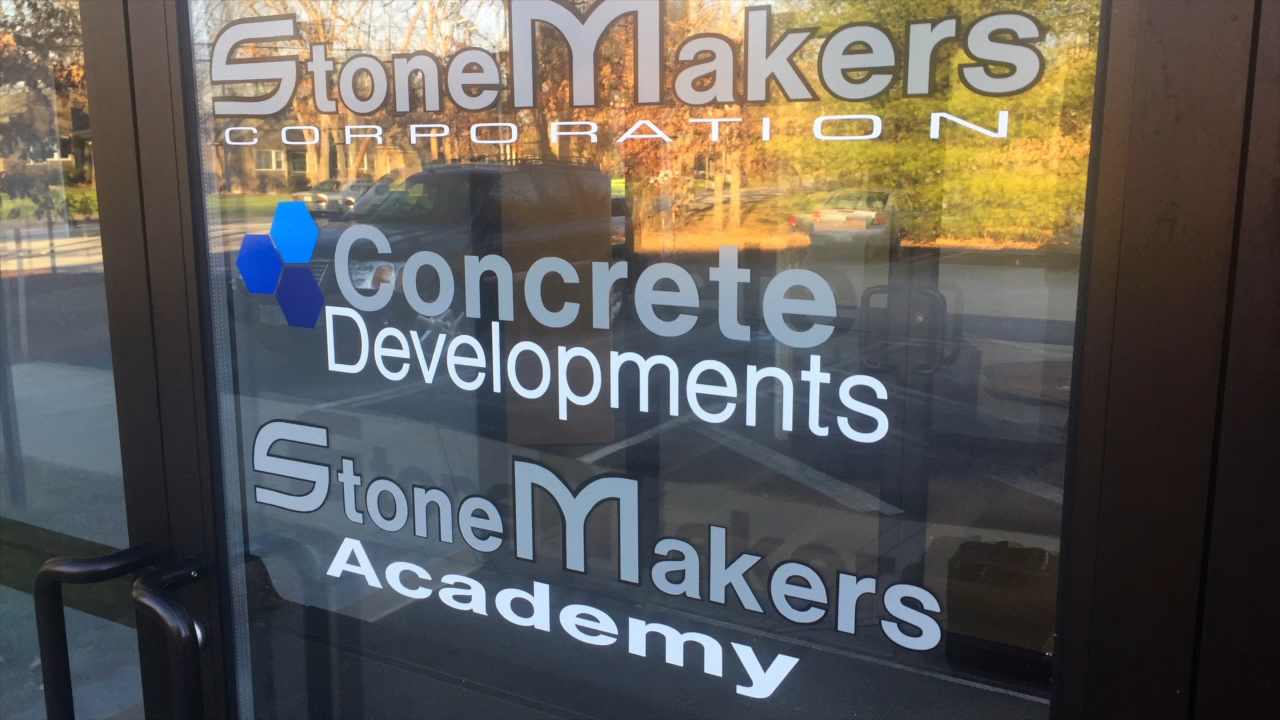 StoneMakers
CORPORATION
Concrete
Developments
StoneMakers
Academy